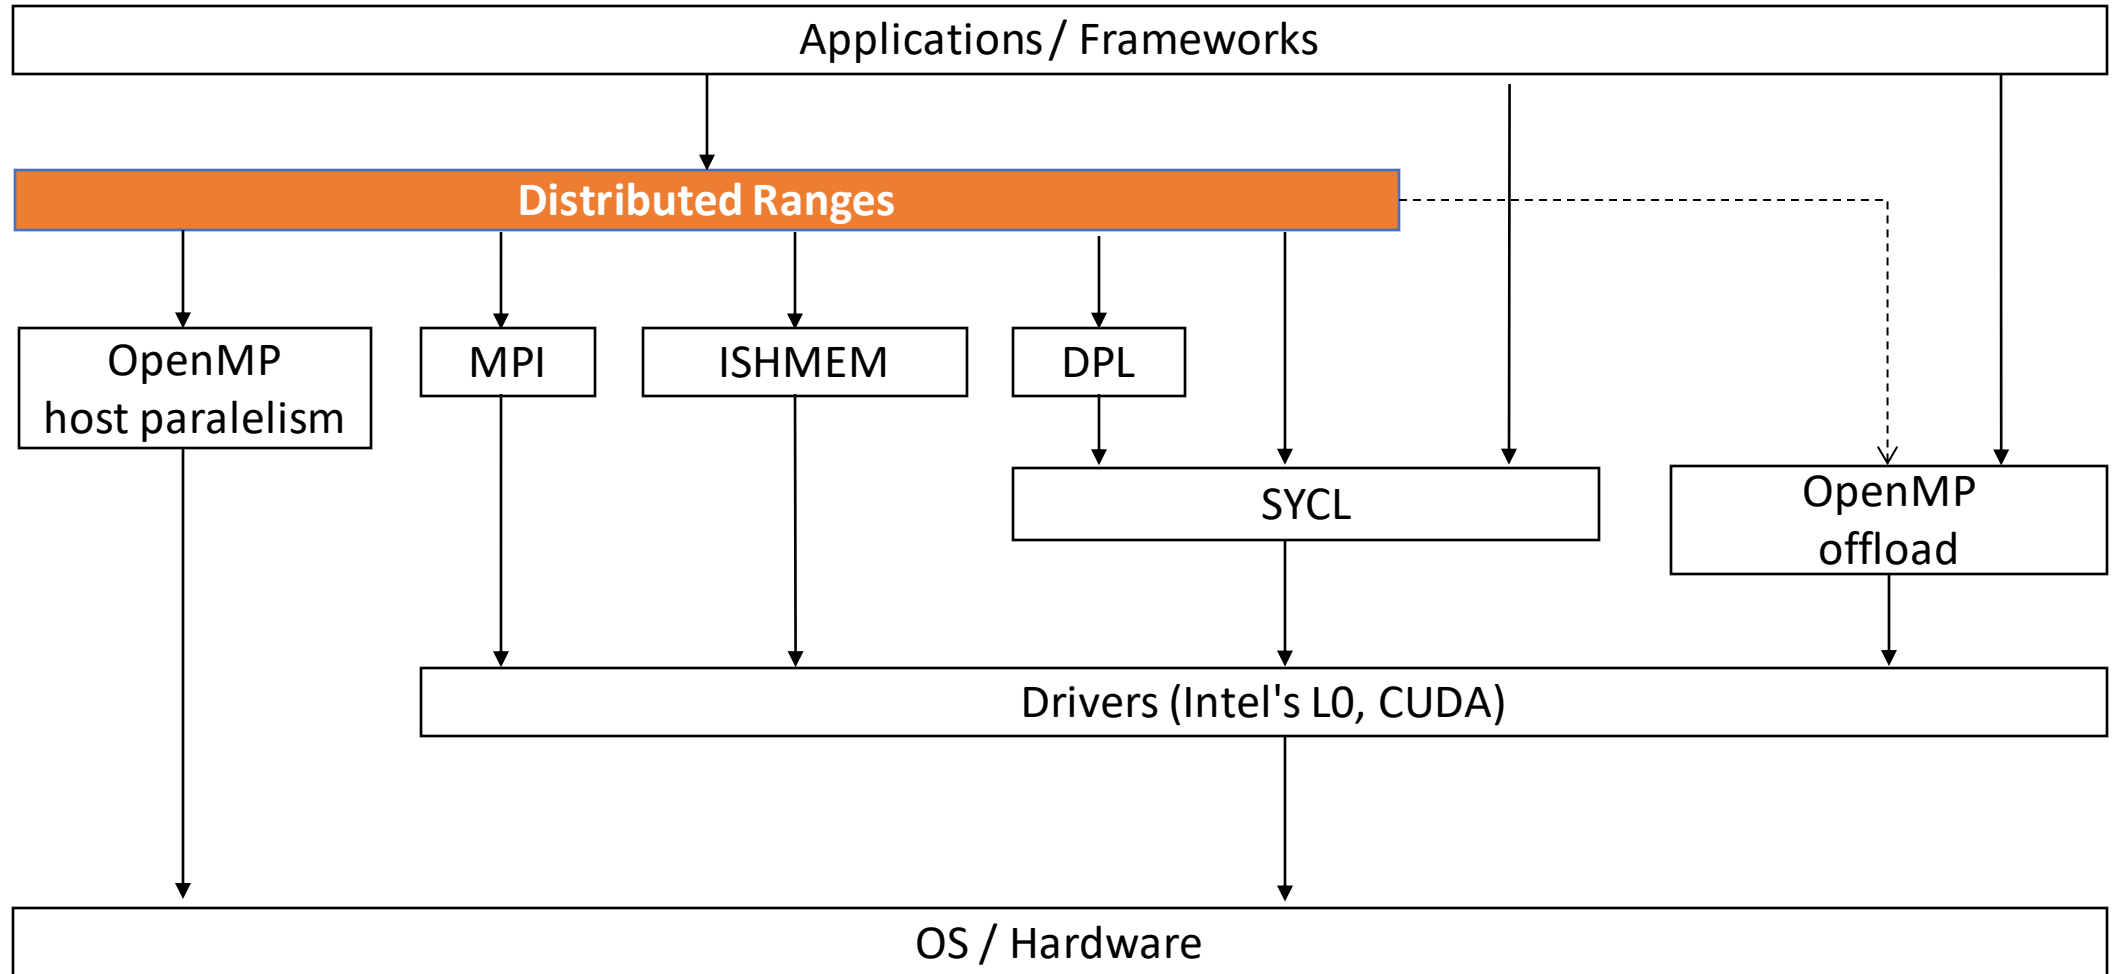 Applications / Frameworks
Distributed Ranges
OpenMP
host paralelism
MPI
ISHMEM
DPL
SYCL
OpenMP
offload
Drivers (Intel's L0, CUDA)
OS / Hardware